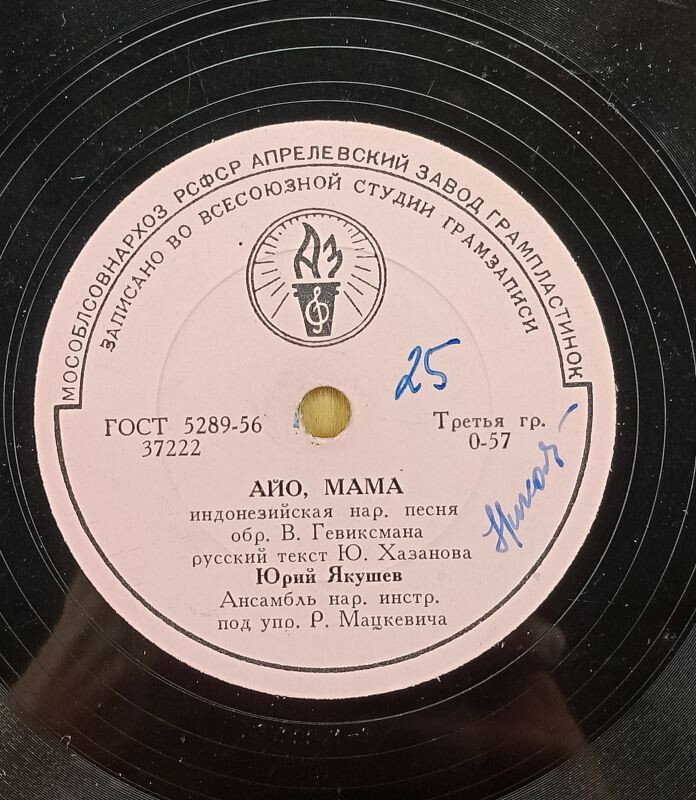 МОСОБЛСОВНАРХОЗ РСФСР АПРЕЛЕВСКИЙ ЗАВОД ГРАМПЛАСТИНОК
ЗАПИСАНО ВО ВСЕСОЮЗНОЙ СТУДИИ ГРАМЗАПИСИ
АЗ
25
ГОСТ 5289-56
37222
Третья гр.
0-57
АЙО, МАМА
индонезийская нар. песня
обр. В. Гевиксмана
русский текст Ю. Хазанова
Юрий Якушев
Ансамбль нар. инстр.
под упр. Р. Мацкевича